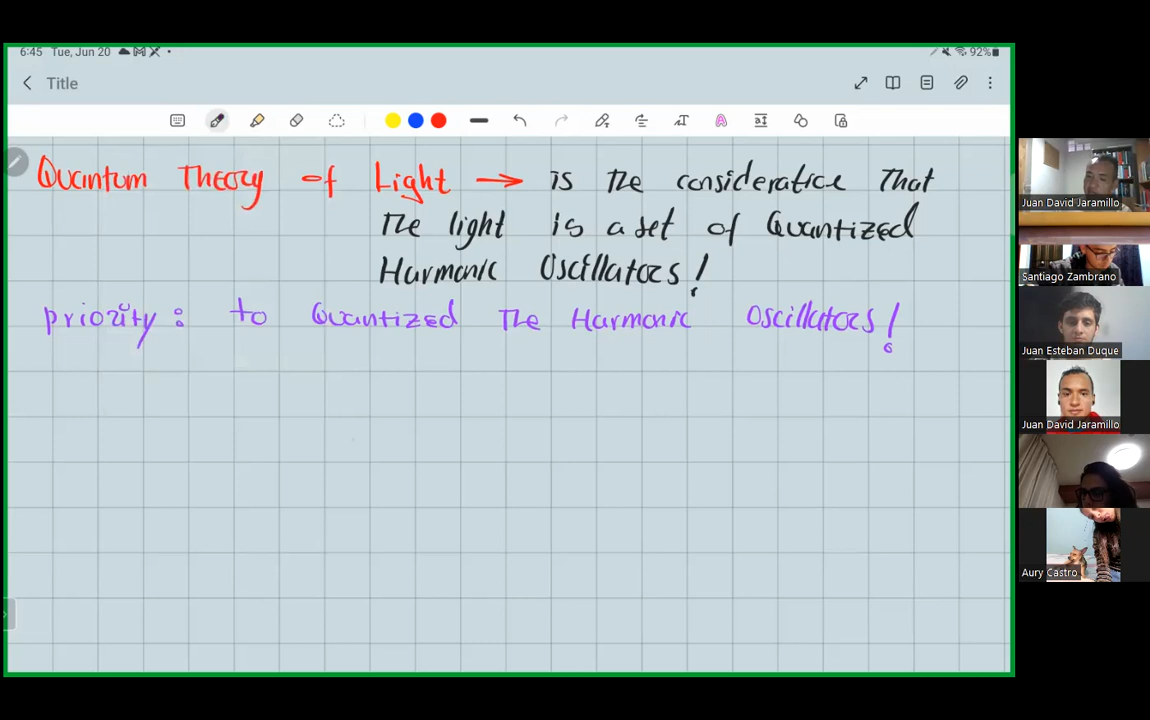 6:45 Tue, Jun 20
92%
Title
Quantum Theory of Light → is the consideratice That
the light is a set of Quantized
Harmonic Oscillators!
priority: to Quantized The Harmonic Oscillators!
Juan David Jaramillo
Santiago Zambrano
Juan Esteban Duque
Juan David Jaramillo
Aury Castro